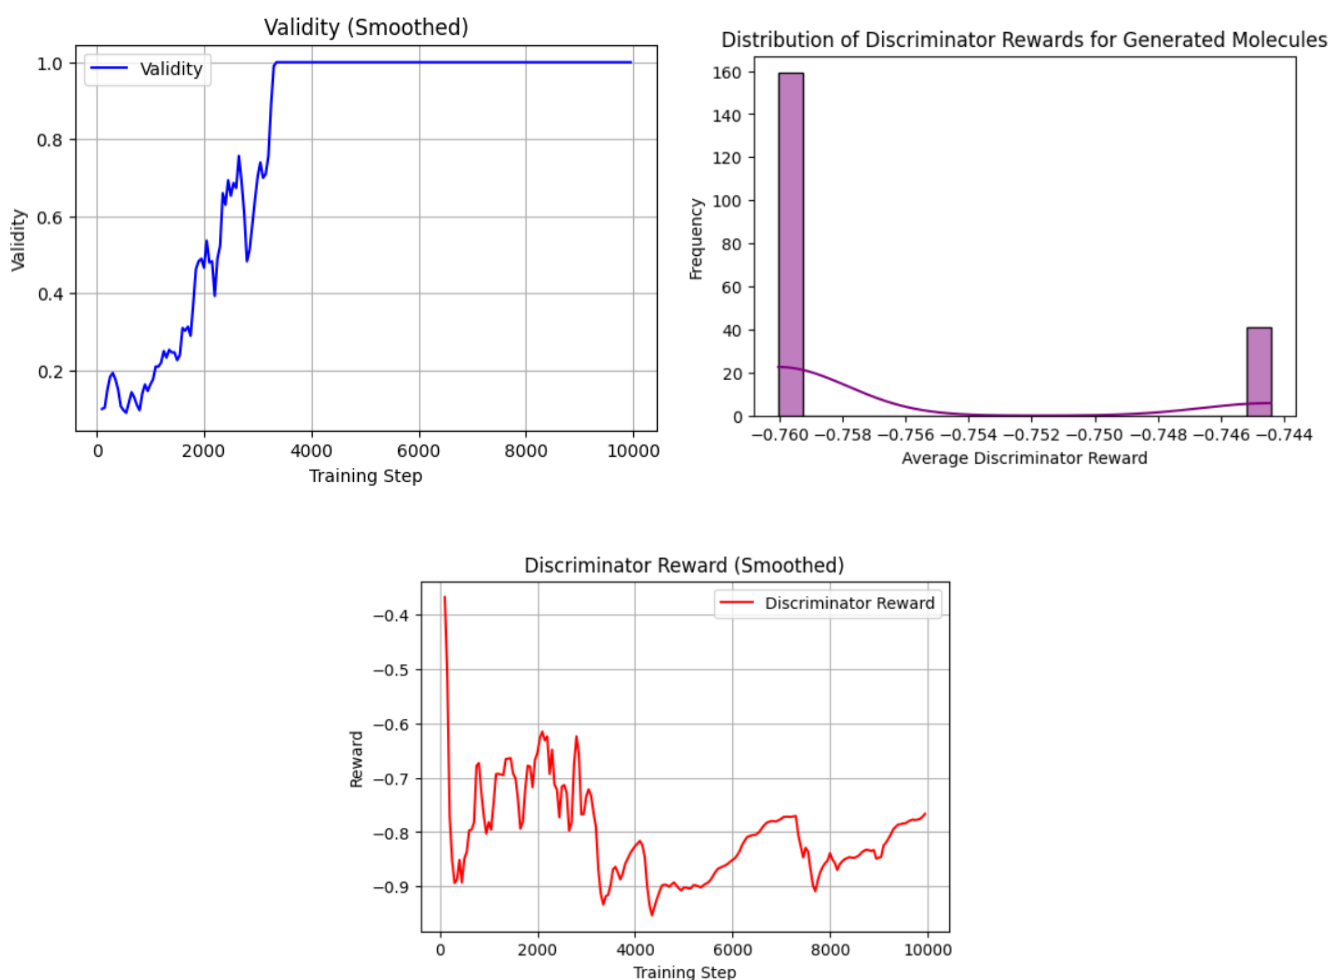 Validity (Smoothed)
Validity
1.0
0.8
0.6
0.4
0.2
Validity
0 2000 4000 6000 8000 10000
Training Step
Distribution of Discriminator Rewards for Generated Molecules
160
140
120
100
80
60
40
20
0
Frequency
−0.760 −0.758 −0.756 −0.754 −0.752 −0.750 −0.748 −0.746 −0.744
Average Discriminator Reward
Discriminator Reward (Smoothed)
Discriminator Reward
−0.4
−0.5
−0.6
−0.7
−0.8
−0.9
Reward
0 2000 4000 6000 8000 10000
Training Step